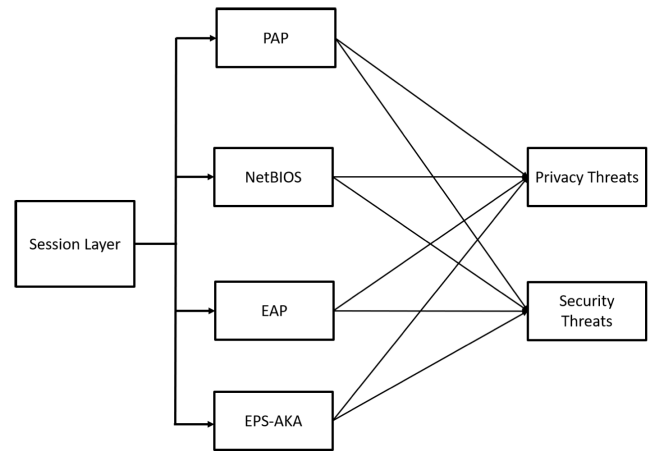 PAP
NetBIOS
Privacy Threats
Session Layer
EAP
Security
Threats
EPS-AKA